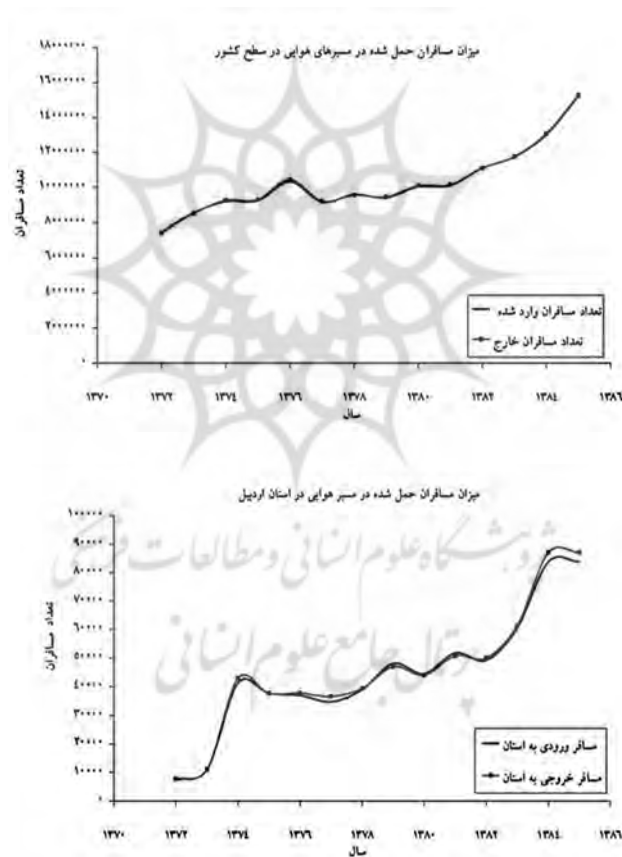 میزان مسافران حمل شده در مسیرهای هوایی در سطح کشور
۱۸۰۰۰۰۰۰
۱۶۰۰۰۰۰۰
۱۴۰۰۰۰۰۰
۱۲۰۰۰۰۰۰
۱۰۰۰۰۰۰۰
۸۰۰۰۰۰۰
۶۰۰۰۰۰۰
۴۰۰۰۰۰۰
۲۰۰۰۰۰۰
۰
تعداد مسافران
تعداد مسافران وارد شده
تعداد مسافران خارج
۱۳۷۰ ۱۳۷۲ ۱۳۷۴ ۱۳۷۶ ۱۳۷۸ ۱۳۸۰ ۱۳۸۲ ۱۳۸۴ ۱۳۸۶
سال
میزان مسافران حمل شده در مسیر هوایی در استان اردبیل
۱۰۰۰۰۰
۹۰۰۰۰
۸۰۰۰۰
۷۰۰۰۰
۶۰۰۰۰
۵۰۰۰۰
۴۰۰۰۰
۳۰۰۰۰
۲۰۰۰۰
۱۰۰۰۰
۰
تعداد مسافران
پژوهشگاه علوم انسانی و مطالعات فرهنگی
پرتال جامع علوم انسانی
مسافر ورودی به استان
مسافر خروجی به استان
۱۳۷۰ ۱۳۷۲ ۱۳۷۴ ۱۳۷۶ ۱۳۷۸ ۱۳۸۰ ۱۳۸۲ ۱۳۸۴ ۱۳۸۶
سال